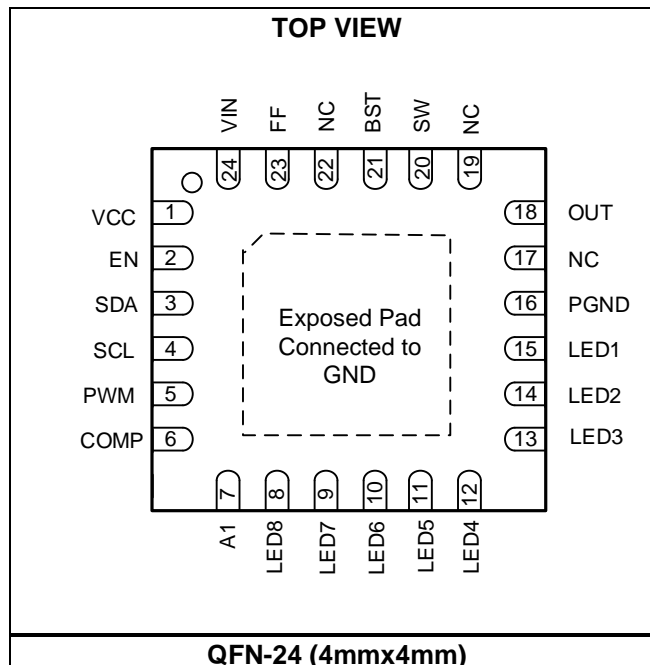 TOP VIEW
VIN FF NC BST SW NC
24 23 22 21 20 19
VCC 1
EN 2
SDA 3
SCL 4
PWM 5
COMP 6
Exposed Pad
Connected to
GND
18 OUT
17 NC
16 PGND
15 LED1
14 LED2
13 LED3
7 8 9 10 11 12
A1 LED8 LED7 LED6 LED5 LED4
QFN-24 (4mmx4mm)